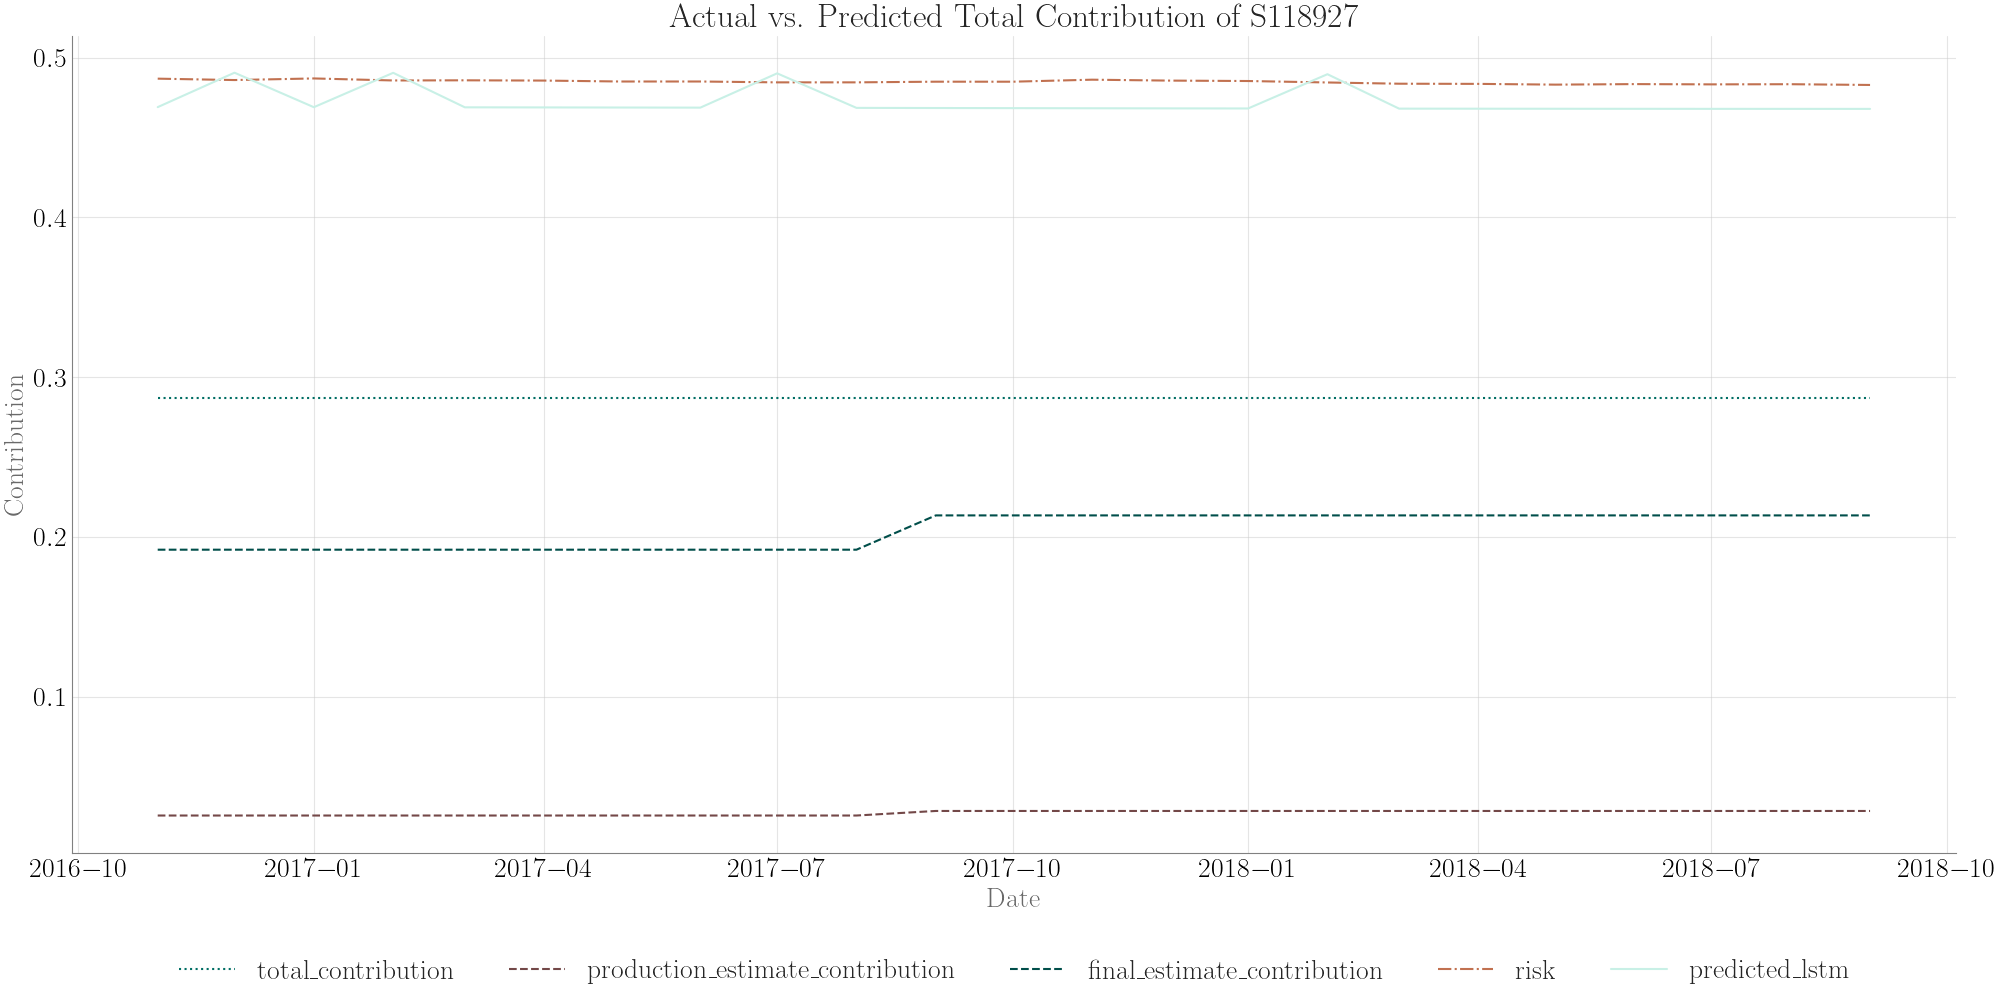 Actual vs. Predicted Total Contribution of S118927
0.5
0.4
0.3
0.2
0.1
Contribution
2016−10 2017−01 2017−04 2017−07 2017−10 2018−01 2018−04 2018−07 2018−10
Date
total_contribution production_estimate_contribution final_estimate_contribution risk predicted_lstm